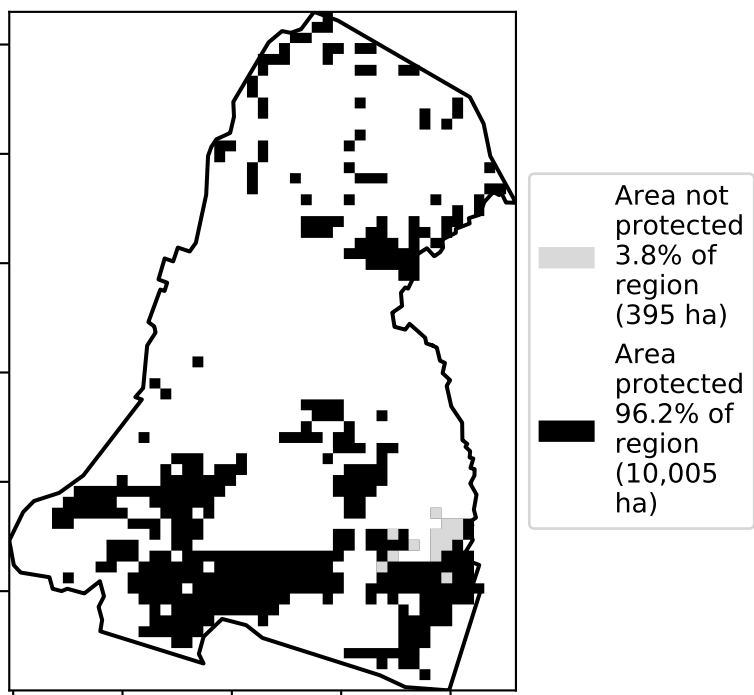 Area not
protected
3.8% of
region
(395 ha)
Area
protected
96.2% of
region
(10,005
ha)